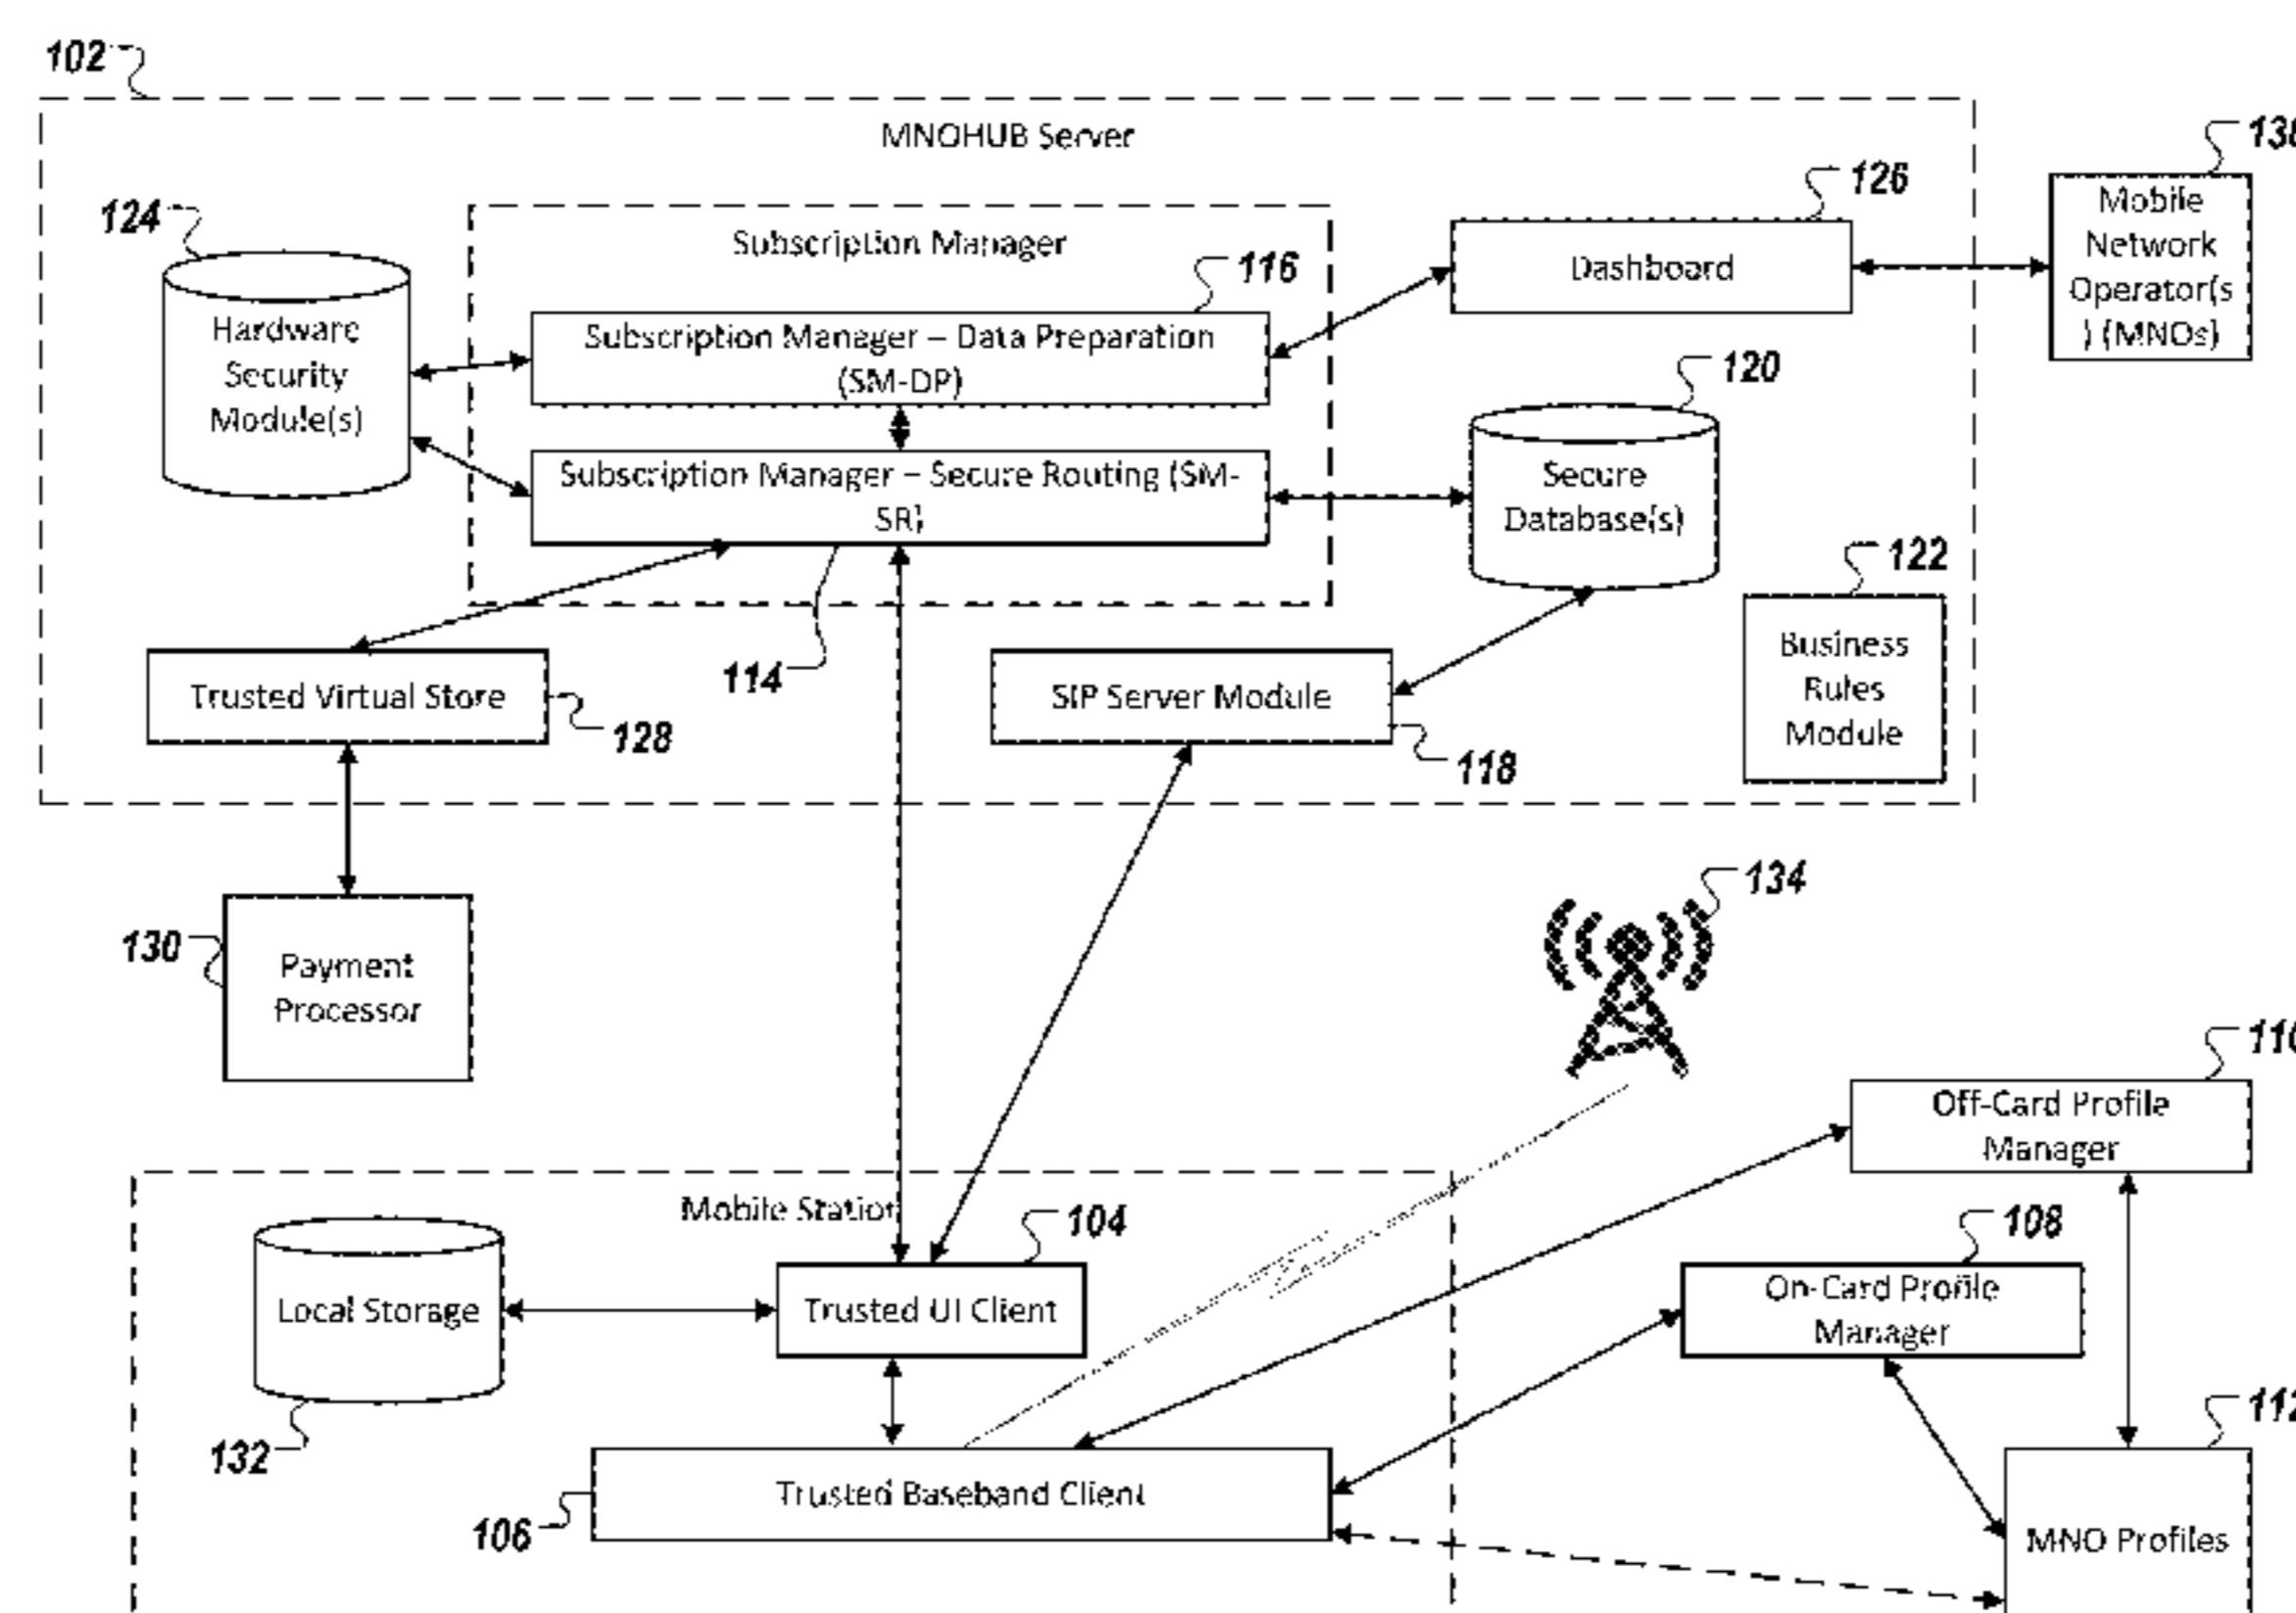 102
MNOHUB Server
124
Hardware
Security
Module(s)
Subscription Manager
116
Subscription Manager – Data Preparation
(SM-DP)
Subscription Manager – Secure Routing (SM-
SR)
126
Dashboard
Mobile
Network
Operator(s
) (MNOs)
120
Secure
Database(s)
122
Business
Rules
Module
Trusted Virtual Store
128
114
SIP Server Module
118
130
Payment
Processor
134
Off-Card Profile
Manager
Mobile Station
104
108
Local Storage
Trusted UI Client
On-Card Profile
Manager
132
106
Trusted Baseband Client
MNO Profiles